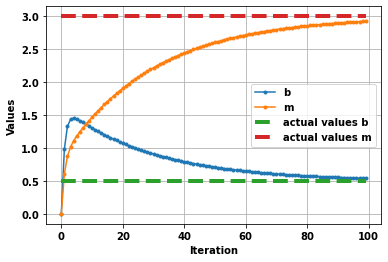 3.0
2.5
2.0
1.5
1.0
0.5
0.0
Values
b
m
actual values b
actual values m
0 20 40 60 80 100
Iteration